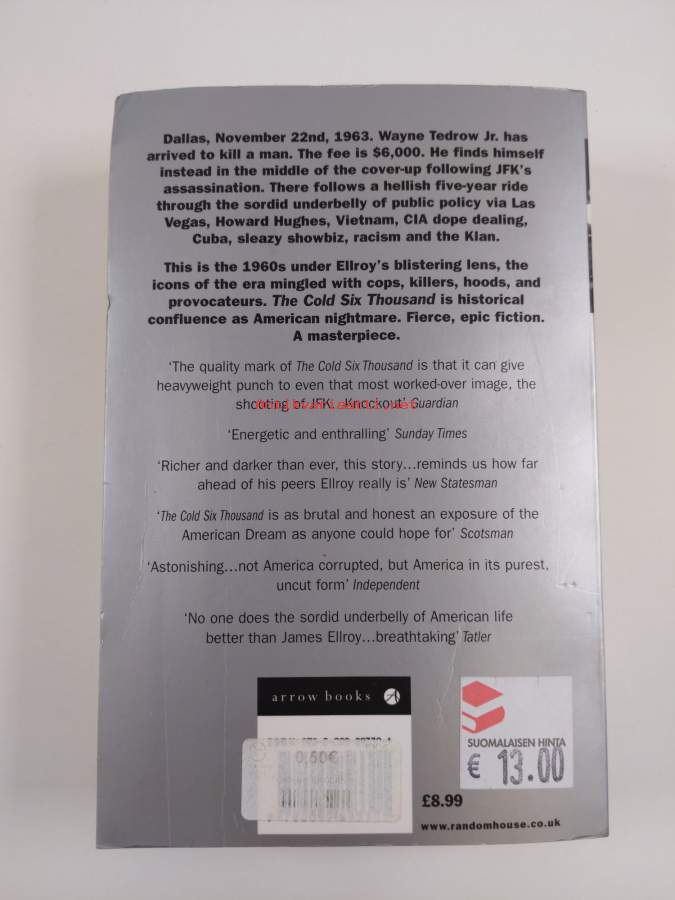 Dallas, November 22nd, 1963. Wayne Tedrow Jr. has
arrived to kill a man. The fee is $6,000. He finds himself
instead in the middle of the cover-up following JFK's
assassination. There follows a hellish five-year ride
through the sordid underbelly of public policy via Las
Vegas, Howard Hughes, Vietnam, CIA dope dealing,
Cuba, sleazy showbiz, racism and the Klan.
This is the 1960s under Ellroy's blistering lens, the
icons of the era mingled with cops, killers, hoods, and
provocateurs. The Cold Six Thousand is historical
confluence as American nightmare. Fierce, epic fiction.
A masterpiece.
'The quality mark of The Cold Six Thousand is that it can give
heavyweight punch to even that most worked-over image, the
shooting of JFK. Knockout' Guardian
'Energetic and enthralling' Sunday Times
'Richer and darker than ever, this story...reminds us how far
ahead of his peers Ellroy really is' New Statesman
'The Cold Six Thousand is as brutal and honest an exposure of the
American Dream as anyone could hope for' Scotsman
'Astonishing...not America corrupted, but America in its purest,
uncut form' Independent
'No one does the sordid underbelly of American life
better than James Ellroy...breathtaking' Tatler
arrow books
0,50€
SUOMALAISEN HINTA
€ 13.00
£8.99
www.randomhouse.co.uk